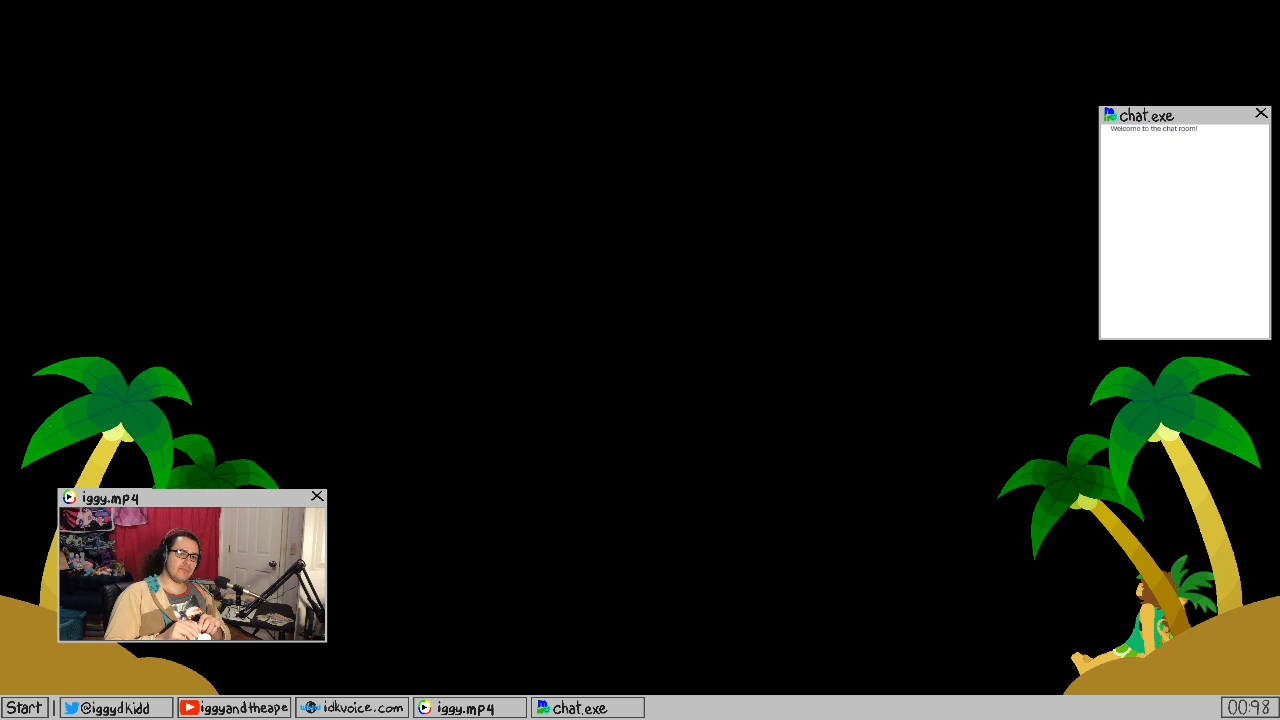 chat.exe
Welcome to the chat room!
iggy.mp4
Start | @iggydkidd iggyandtheape idkvoice.com iggy.mp4 chat.exe 00:98